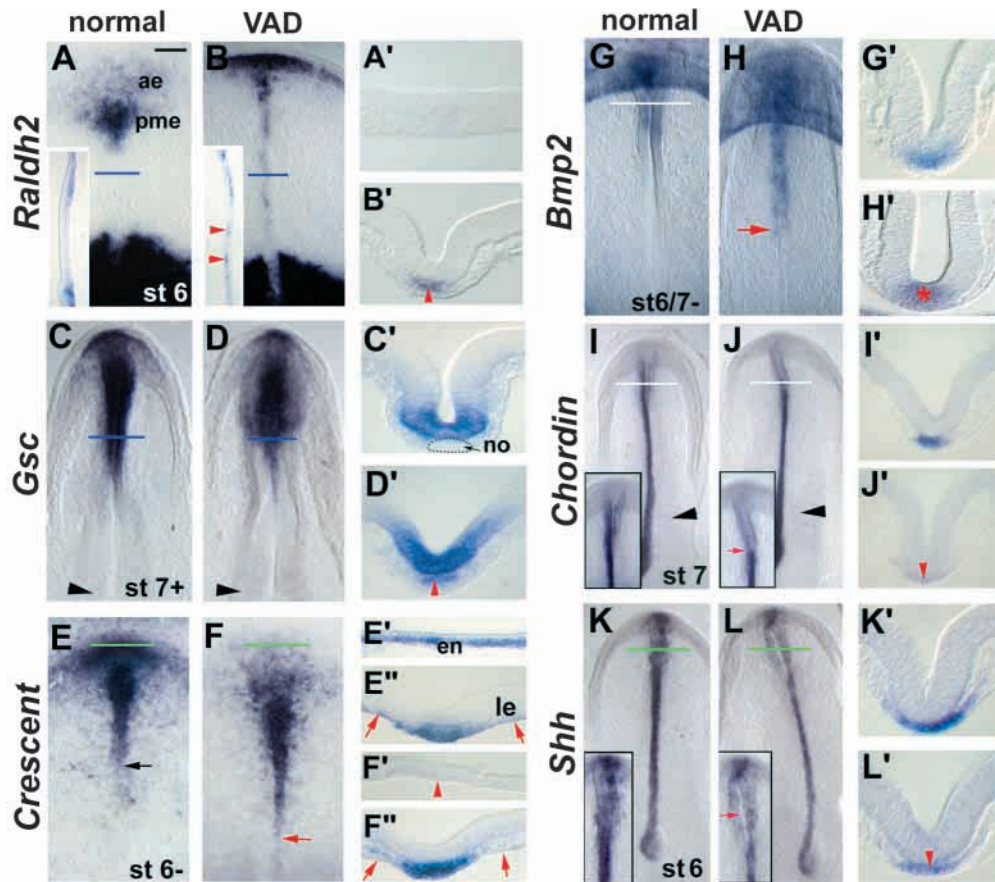 normal VAD
normal VAD
Raldh2
A
ae
pme
st 6
B
A'
B'
Bmp2
G
st6/7-
H
G'
H'
*
Gsc
C
st 7+
D
C'
no
D'
Chordin
I
st 7
J
I'
J'
Crescent
E
st 6-
F
E'
en
E"
le
F'
F"
Shh
K
st 6
L
K'
L'